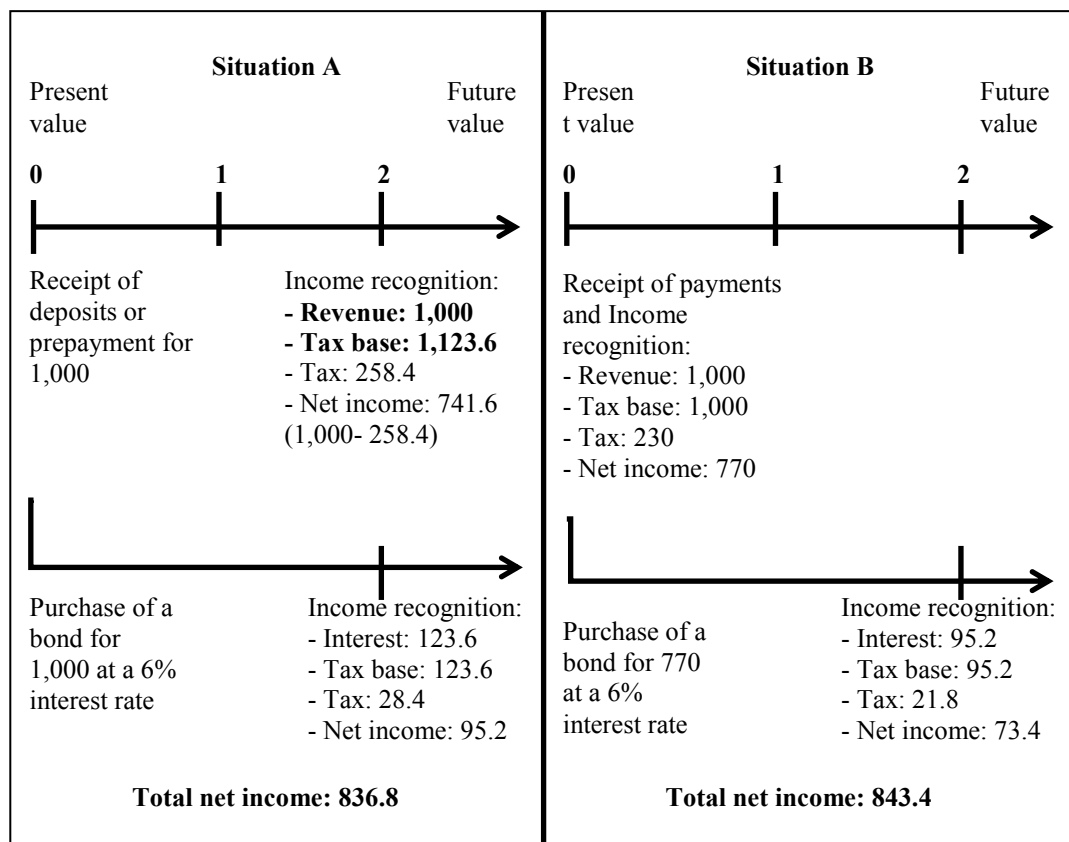 Situation A
Present
value
Future
value
0
1
2
Receipt of
deposits or
prepayment for
1,000
Income recognition:
- Revenue: 1,000
- Tax base: 1,123.6
- Tax: 258.4
- Net income: 741.6
(1,000- 258.4)
Purchase of a
bond for
1,000 at a 6%
interest rate
Income recognition:
- Interest: 123.6
- Tax base: 123.6
- Tax: 28.4
- Net income: 95.2
Total net income: 836.8
Situation B
Presen
t value
Future
value
0
1
2
Receipt of payments
and Income
recognition:
- Revenue: 1,000
- Tax base: 1,000
- Tax: 230
- Net income: 770
Purchase of a
bond for 770
at a 6%
interest rate
Income recognition:
- Interest: 95.2
- Tax base: 95.2
- Tax: 21.8
- Net income: 73.4
Total net income: 843.4